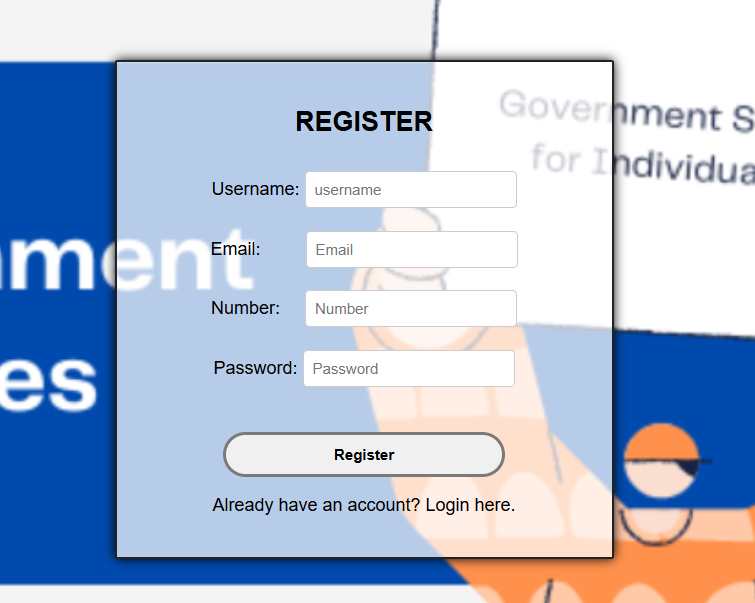 Government S
for Individua
nment
es
REGISTER
Username: username
Email: Email
Number: Number
Password: Password
Register
Already have an account? Login here.